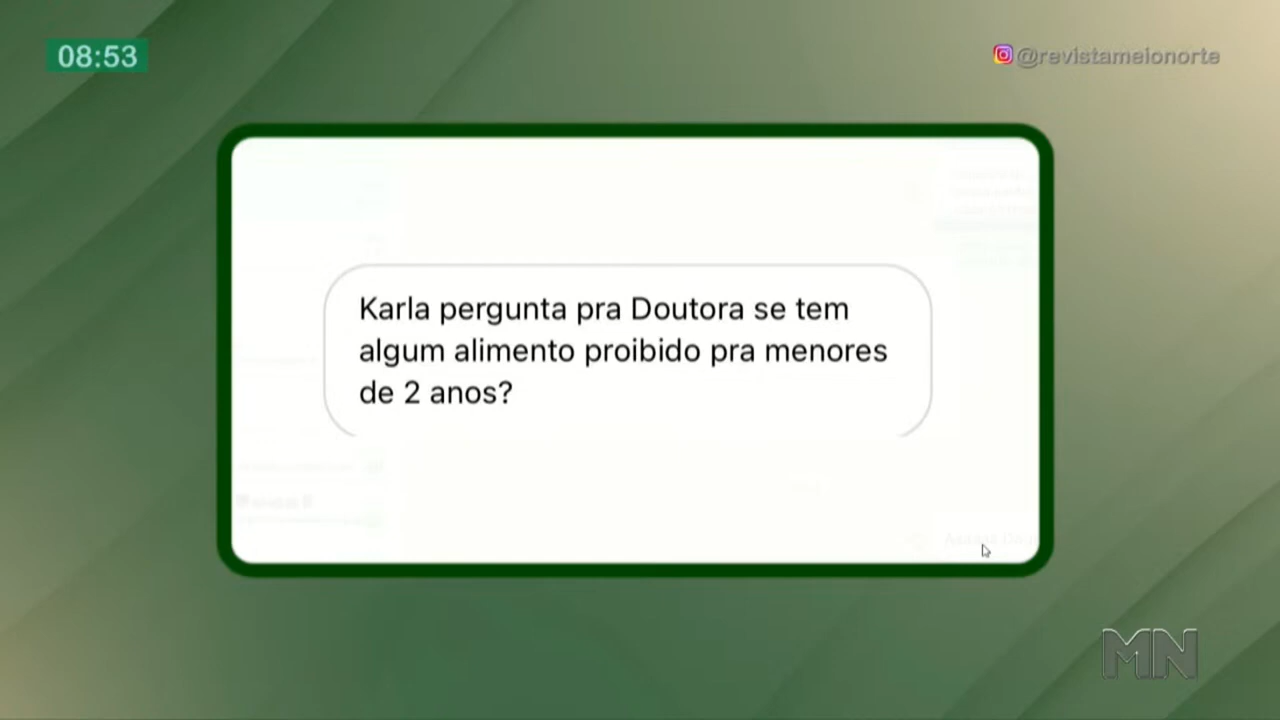 08:53
@revistameionorte
Karla pergunta pra Doutora se tem
algum alimento proibido pra menores
de 2 anos?
MN